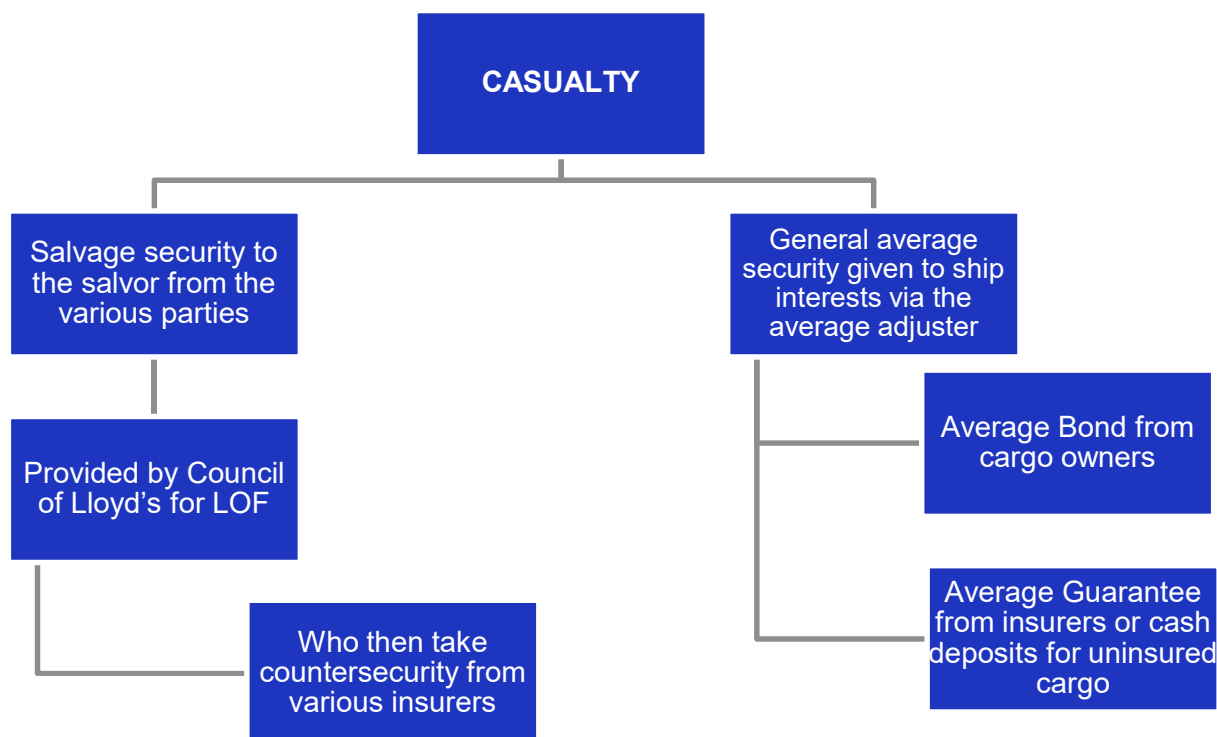 CASUALTY
Salvage security to
the salvor from the
various parties
General average
security given to ship
interests via the
average adjuster
Provided by Council
of Lloyd’s for LOF
Average Bond from
cargo owners
Who then take
countersecurity from
various insurers
Average Guarantee
from insurers or cash
deposits for uninsured
cargo